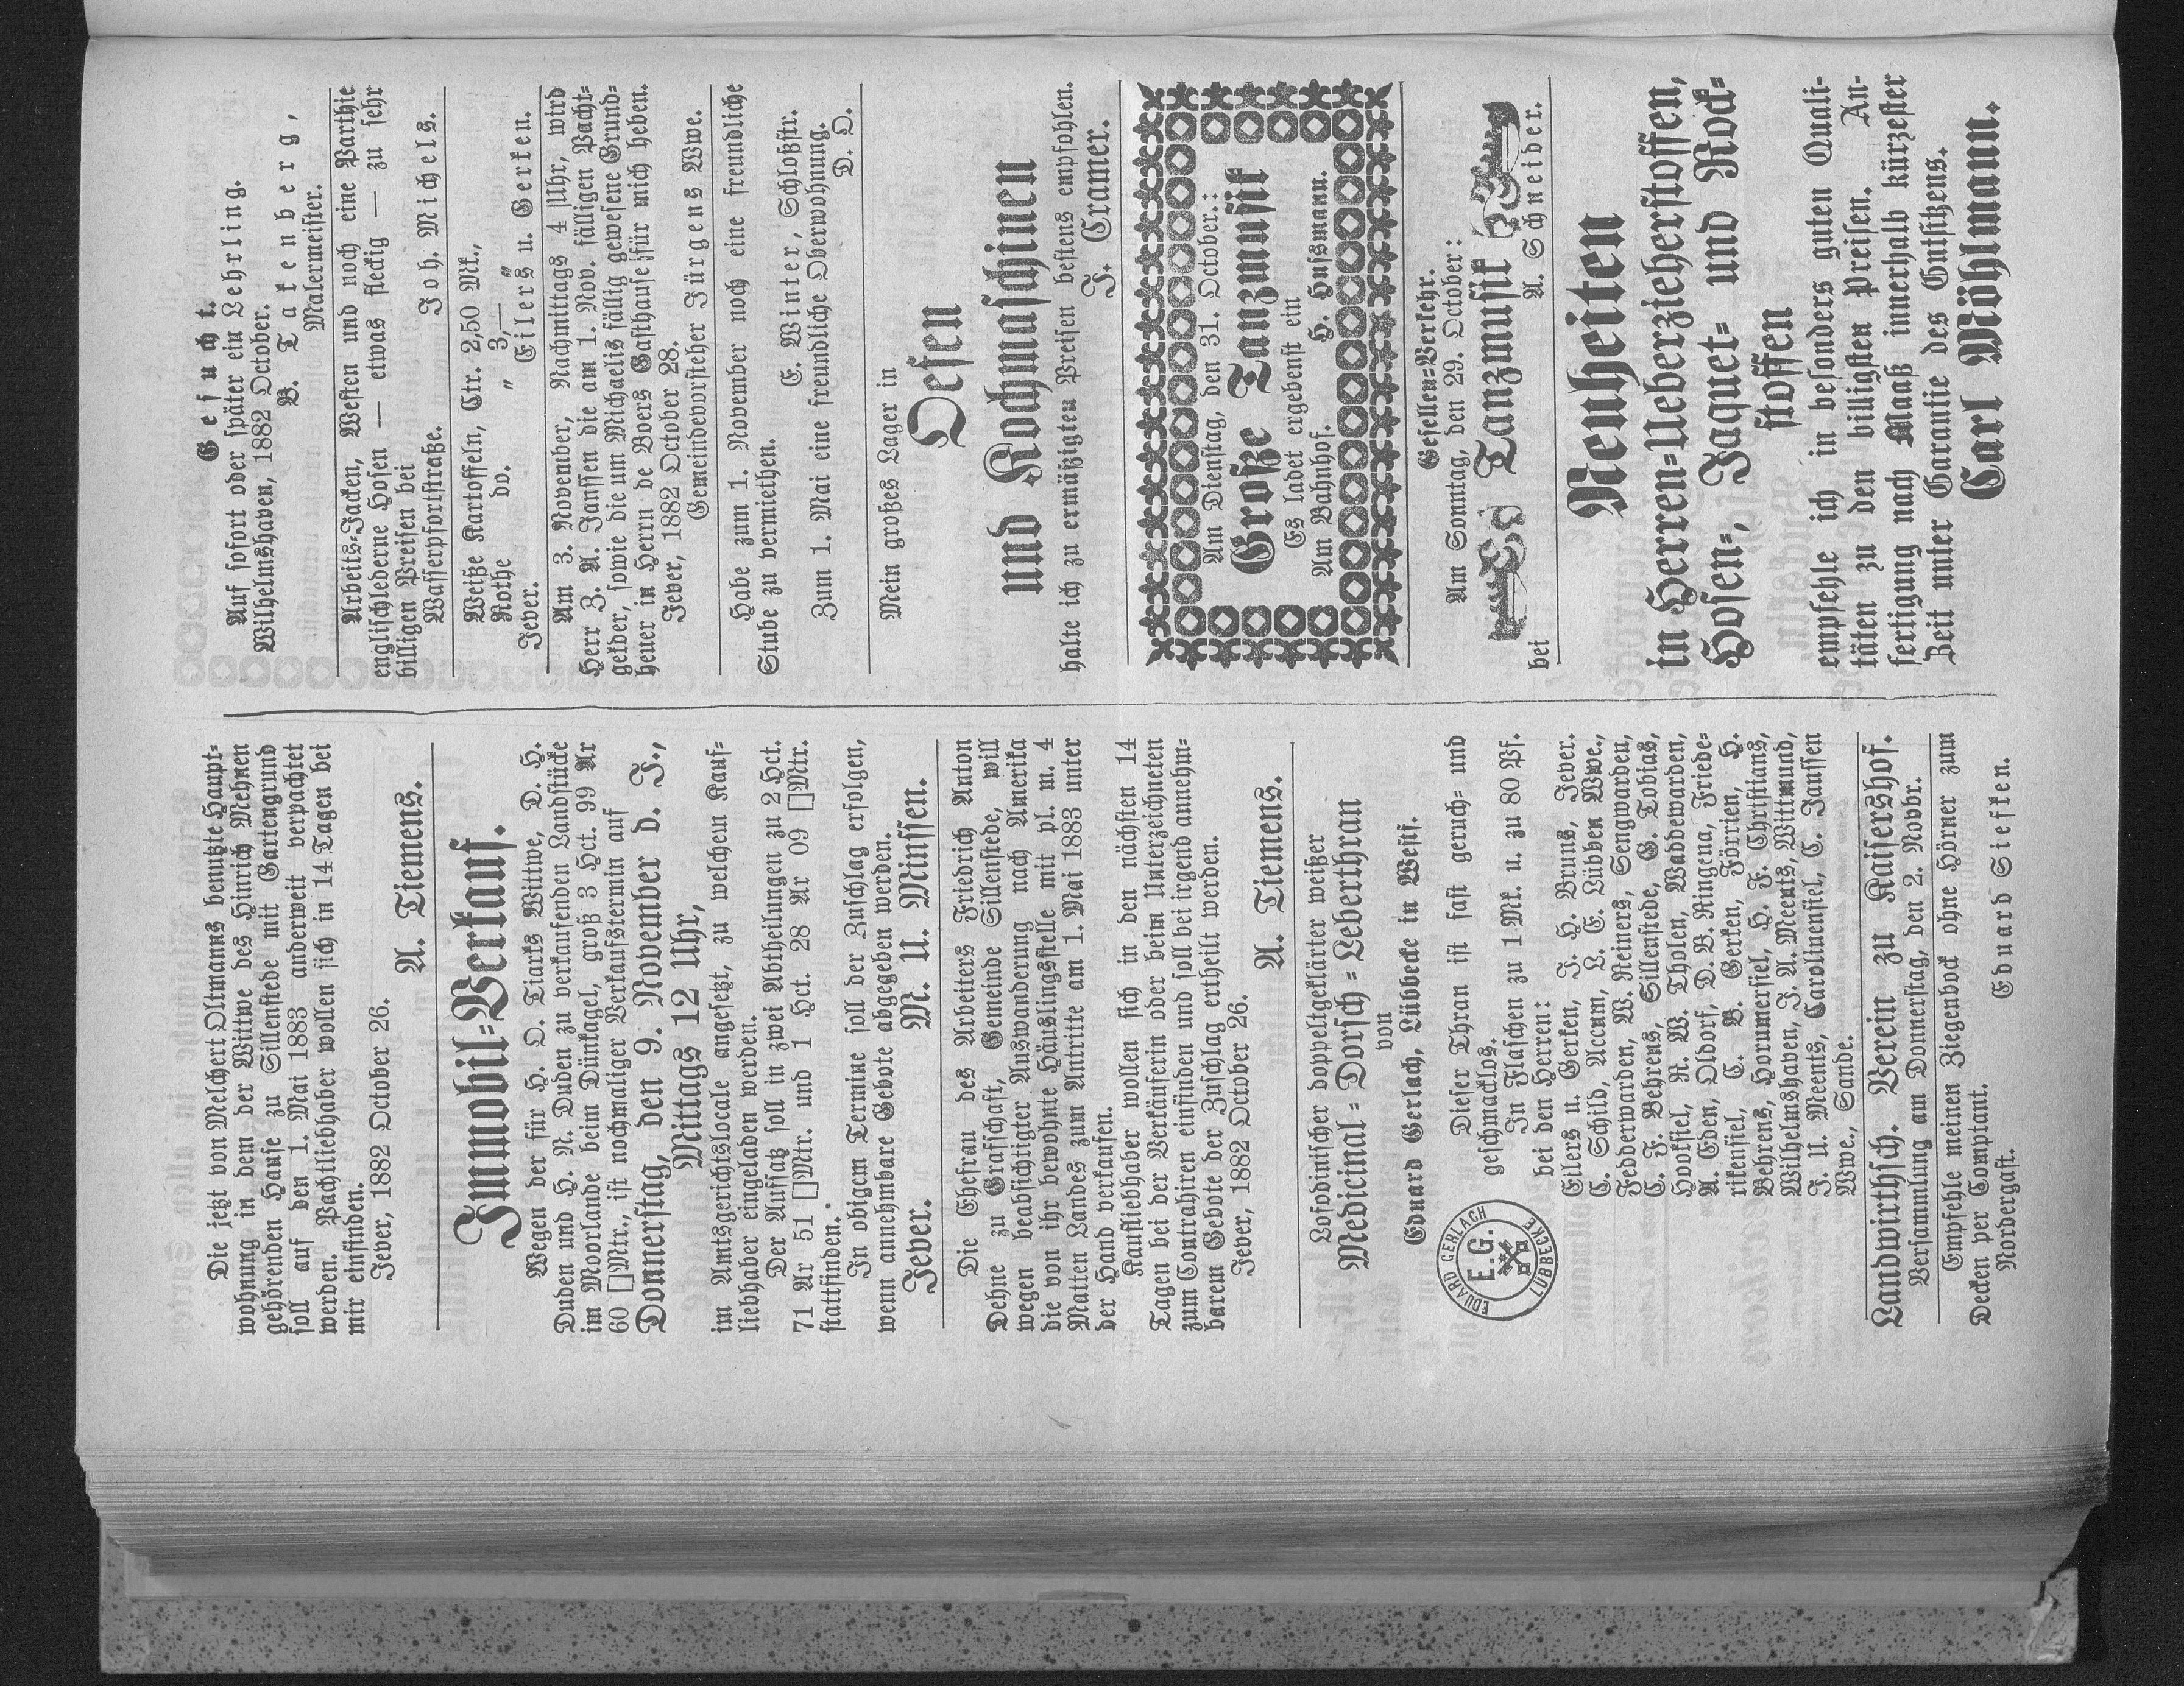 Die jetzt von Melchert Oltmanns benutzte Haupt-
wohnung in dem der Wittwe des Hinrich Mehnen
gehörenden Hause zu Sillenstede mit Gartengrund
soll auf den 1. Mai 1883 anderweit verpachtet
werden. Pachtliebhaber wollen sich in 14 Tagen bei
mir einfinden.
Jever, 1882 October 26.
A. Tiemens.
Immobil-Verkauf.
Wegen der für H. O. Tiarks Wittwe, D. H.
Duden und H. N. Duden zu verkaufenden Landstücke
im Moorlande beim Dünkagel, groß 3 Hct. 99 Ar
60 □Mtr., ist nochmaliger Verkaufstermin auf
Donnerstag, den 9. November d. J.,
Mittags 12 Uhr,
im Amtsgerichtslocale angesetzt, zu welchem Kauf-
liebhaber eingeladen werden.
Der Aufsatz soll in zwei Abtheilungen zu 2 Hct.
71 Ar 51 □Mtr. und 1 Hct. 28 Ar 09 □Mtr.
stattfinden.
In obigem Termine soll der Zuschlag erfolgen,
wenn annehmbare Gebote abgegeben werden.
Jever. M. U. Minssen.
Die Ehefrau des Arbeiters Friedrich Anton
Dehne zu Grafschaft, Gemeinde Sillenstede, will
wegen beabsichtigter Auswanderung nach Amerika
die von ihr bewohnte Häuslingsstelle mit pl. m. 4
Matten Landes zum Antritte am 1. Mai 1883 unter
der Hand verkaufen.
Kaufliebhaber wollen sich in den nächsten 14
Tagen bei der Verkäuferin oder beim Unterzeichneten
zum Contrahiren einfinden und soll bei irgend annehm-
barem Gebote der Zuschlag ertheilt werden.
Jever, 1882 October 26.
A. Tiemens.
Lofodinischer doppeltgeklärter weißer
Medicinal-Dorsch-Leberthran
von
Eduard Gerlach, Lübbecke in Westf.
EDUARD GERLACH
E.G.
LÜBBECKE
Dieser Thran ist fast geruch- und
geschmacklos.
In Flaschen zu 1 Mk. u. zu 80 Pf.
bei den Herren:
Eilers u. Gerken, J. H. Bruns, Jever.
C. Schild, Accum, L. E. Lübben Wwe.,
Fedderwarden, W. Reiners, Sengwarden,
C. F. Behrens, Sillenstede, G. Tobias,
Hooksiel, R. W. Tholen, Waddewarden,
A. Eden, Oldorf, D. B. Ringena, Friede-
rikensiel, C. B. Gerken, Förrien, H.
Behrens, Horumersiel, H. F. Christians,
Wilhelmshaven, J. A. Meents, Wittmund,
J. U. Meents, Carolinensiel, C. Janssen
Wwe., Sande.
Landwirthsch. Verein zu Kaisershof.
Versammlung am Donnerstag, den 2. Novbr.
Empfehle meinen Ziegenbock ohne Hörner zum
Decken per Comptant.
Nordergast. Eduard Siefken.
Gesucht.
Auf sofort oder später ein Lehrling.
Wilhelmshaven, 1882 October.
B. Takenberg,
Malermeister.
Arbeits-Jacken, Westen und noch eine Parthie
englischlederne Hosen — etwas fleckig — zu sehr
billigen Preisen bei
Wasserpfortstraße. Joh. Michels.
Weiße Kartoffeln, Ctr. 2,50 Mk.,
Rothe do. „ 3,— „
Jever. Eilers u. Gerken.
Am 3. November, Nachmittags 4 Uhr, wird
Herr B. A. Janssen die am 1. Nov. fälligen Pacht-
gelder, sowie die um Michaelis fällig gewesene Grund-
heuer in Herrn de Boers Gasthause für mich heben.
Jever, 1882 October 28.
Gemeindevorsteher Jürgens Wwe.
Habe zum 1. November noch eine freundliche
Stube zu vermiethen.
E. Winter, Schloßstr.
Zum 1. Mai eine freundliche Oberwohnung.
D. O.
Mein großes Lager in
Oefen
und Kochmaschinen
halte ich zu ermäßigten Preisen bestens empfohlen.
J. Cramer.
Am Dienstag, den 31. October:
Große Tanzmusik
Es ladet ergebenst ein
Am Bahnhof. H. Hussmann.
Gesellen-Verkehr.
Am Sonntag, den 29. October:
Tanzmusik
bei A. Schneider.
Neuheiten
in Herren-Ueberzieherstoffen,
Hosen-, Jaquet- und Rock-
stoffen
empfehle ich in besonders guten Quali-
täten zu den billigsten Preisen. An-
fertigung nach Maaß innerhalb kürzester
Zeit unter Garantie des Gutsitzens.
Carl Möhlmann.